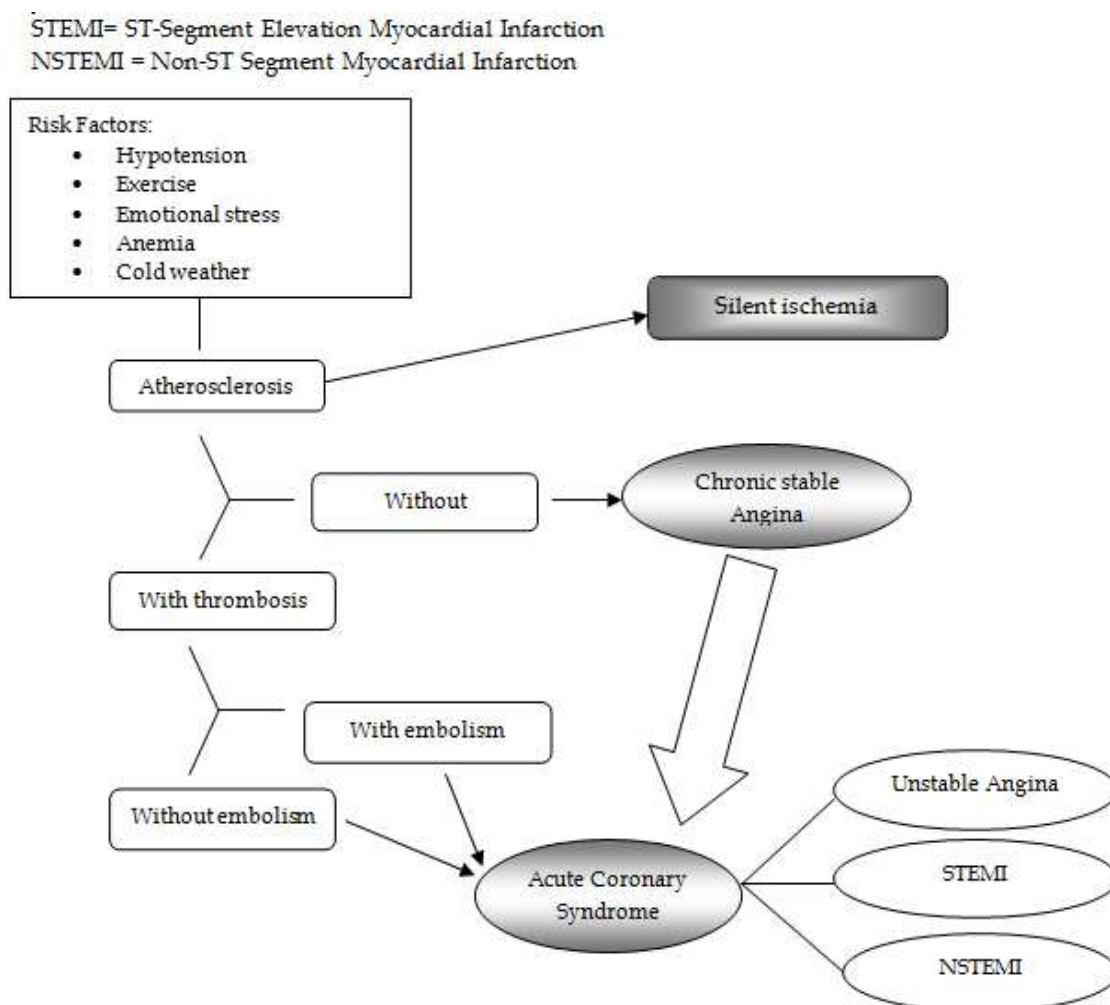 STEMI= ST-Segment Elevation Myocardial Infarction
NSTEMI = Non-ST Segment Myocardial Infarction
Risk Factors:
• Hypotension
• Exercise
• Emotional stress
• Anemia
• Cold weather
Silent ischemia
Atherosclerosis
Without
Chronic stable
Angina
With thrombosis
With embolism
Without embolism
Acute Coronary
Syndrome
Unstable Angina
STEMI
NSTEMI